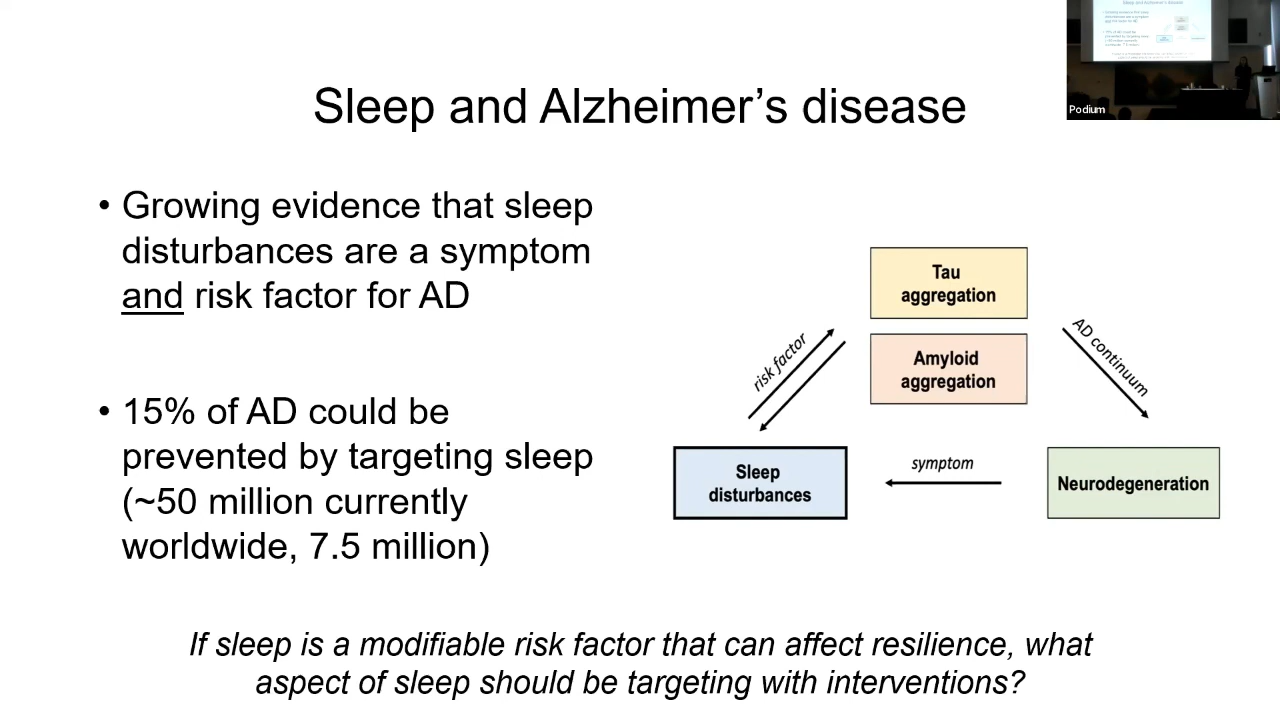 Sleep and Alzheimer's disease
Podium
• Growing evidence that sleep
disturbances are a symptom
and risk factor for AD
• 15% of AD could be
prevented by targeting sleep
(~50 million currently
worldwide, 7.5 million)
Tau
aggregation
Amyloid
aggregation
risk factor
AD continuum
Sleep
disturbances
symptom
Neurodegeneration
If sleep is a modifiable risk factor that can affect resilience, what
aspect of sleep should be targeting with interventions?